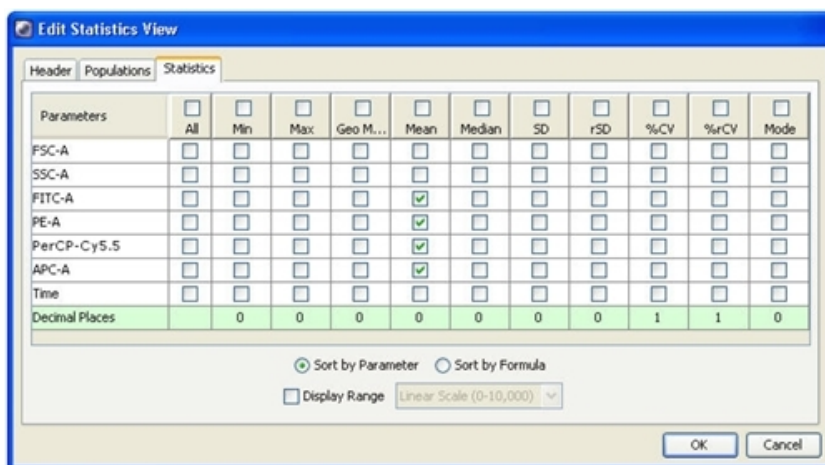 Edit Statistics View
Header Populations Statistics
Parameters All Min Max Geo M... Mean Median SD rSD %CV %rCV Mode
FSC-A
SSC-A
FITC-A
PE-A
PerCP-Cy5.5
APC-A
Time
Decimal Places 0 0 0 0 0 0 0 1 1 0
Sort by Parameter Sort by Formula
Display Range Linear Scale (0-10,000)
OK Cancel